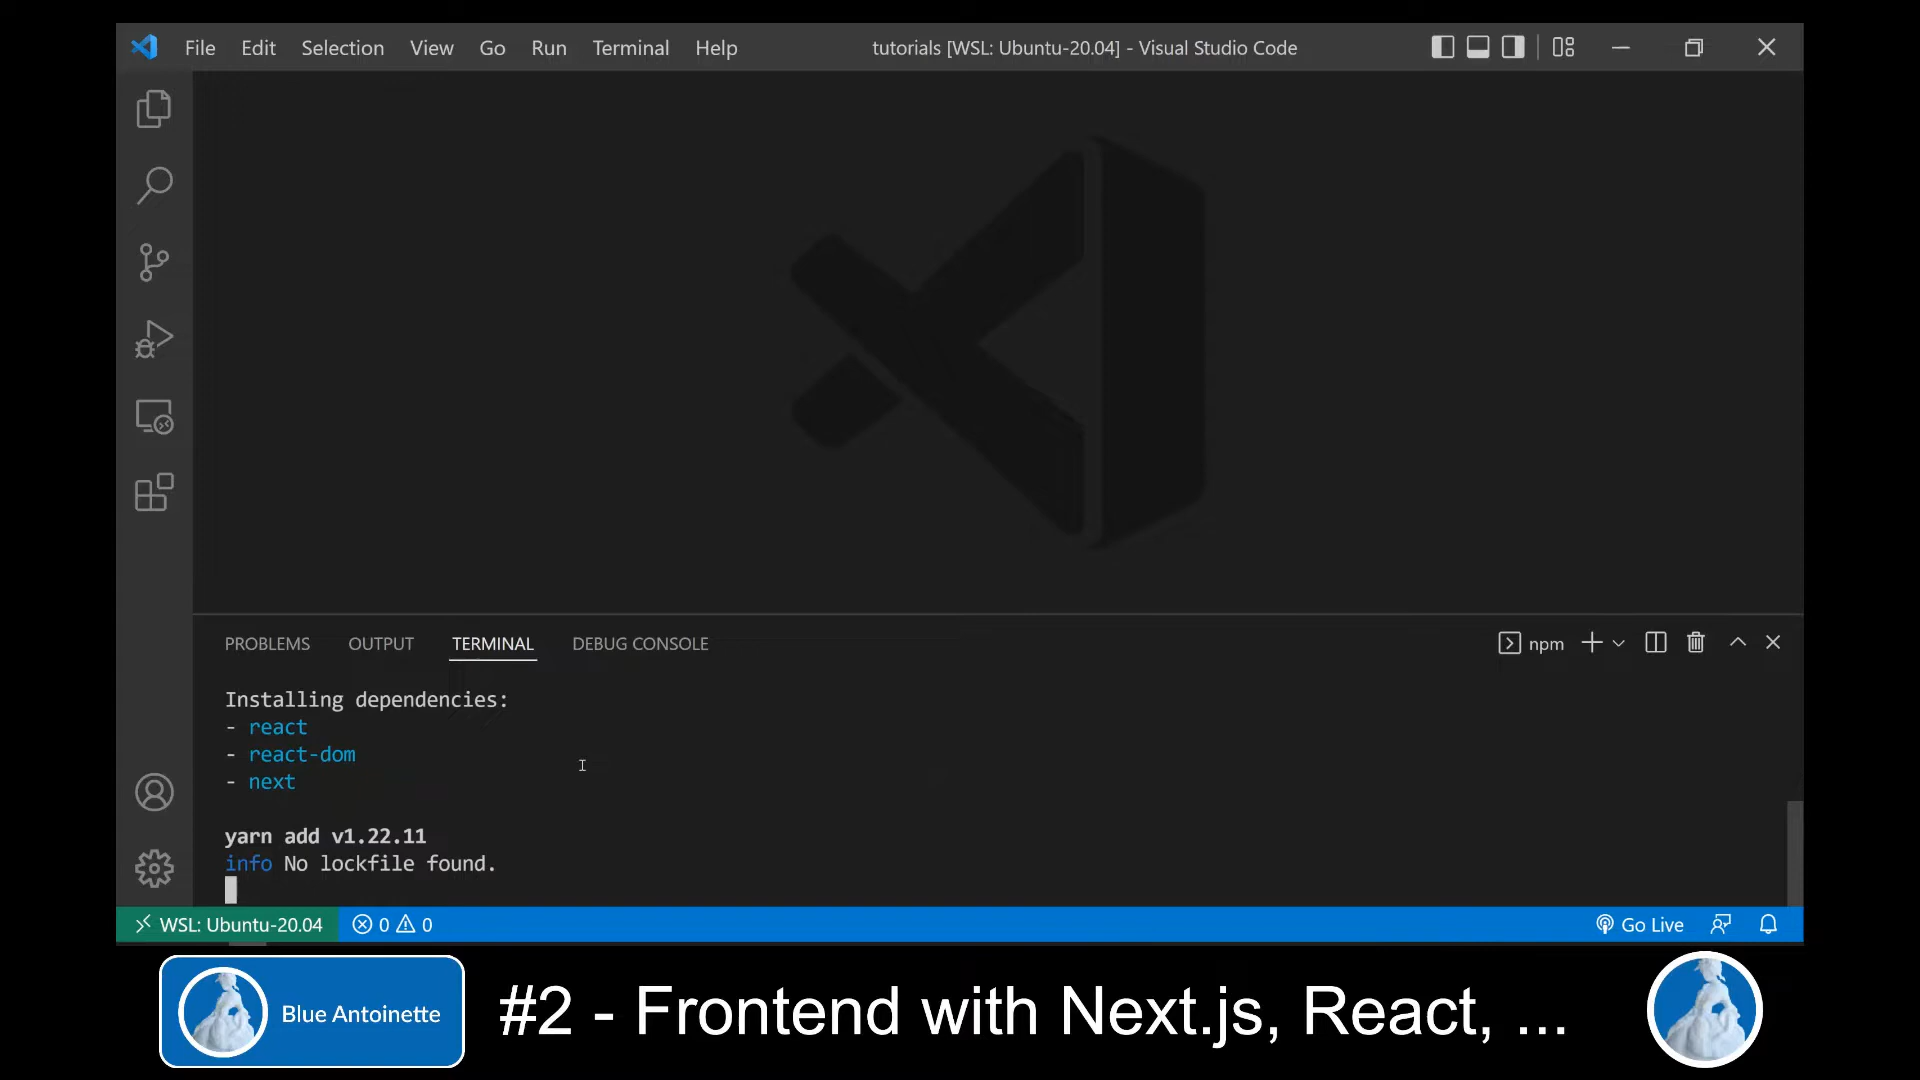 File Edit Selection View Go Run Terminal Help
tutorials [WSL: Ubuntu-20.04] - Visual Studio Code
PROBLEMS OUTPUT TERMINAL DEBUG CONSOLE
npm
Installing dependencies:
- react
- react-dom
- next
yarn add v1.22.11
info No lockfile found.
WSL: Ubuntu-20.04 0 0
Go Live
Blue Antoinette
#2 - Frontend with Next.js, React, ...